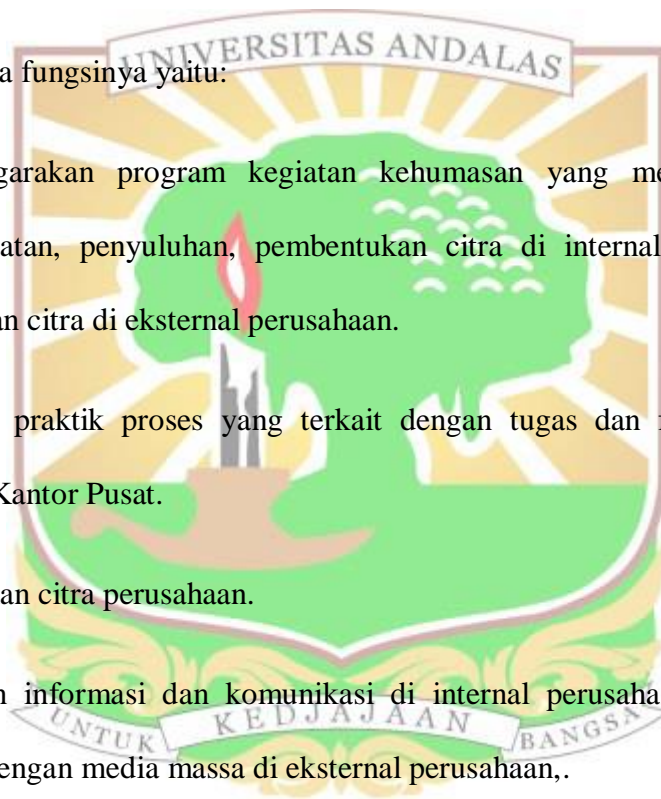 UNIVERSITAS ANDALAS
a fungsinya yaitu:
garakan program kegiatan kehumasan yang me
atan, penyuluhan, pembentukan citra di internal
an citra di eksternal perusahaan.
praktik proses yang terkait dengan tugas dan
Kantor Pusat.
an citra perusahaan.
n informasi dan komunikasi di internal perusaha
UNTUK KEDJAJAAN BANGSA
engan media massa di eksternal perusahaan,.